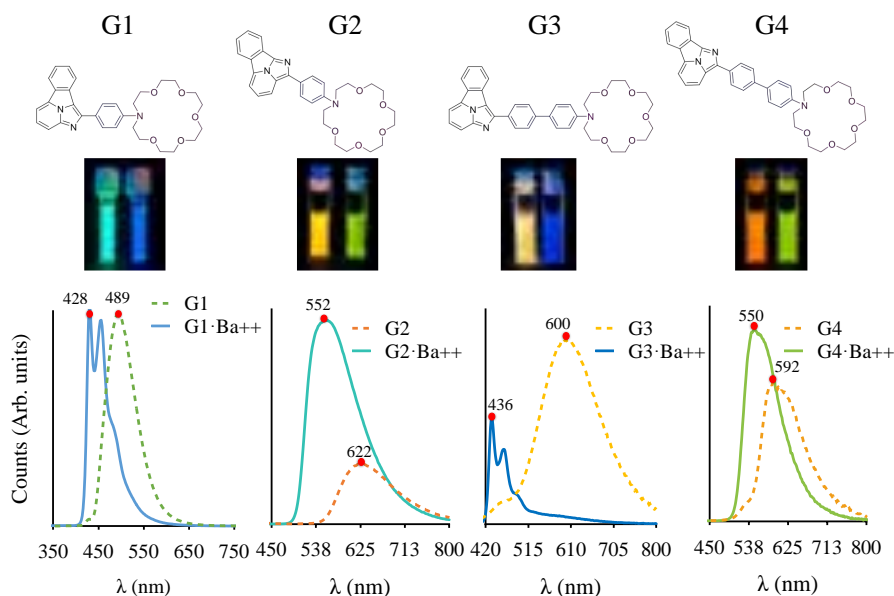 G1 G2 G3 G4
N N N O O O O O
N N N O O O O O
N N N O O O O O
N N N O O O O O
428 489 G1 G1·Ba++
552 622 G2 G2·Ba++
600 436 G3 G3·Ba++
550 592 G4 G4·Ba++
Counts (Arb. units)
350 450 550 650 750
450 538 625 713 800
420 515 610 705 800
450 538 625 713 800
λ (nm) λ (nm) λ (nm) λ (nm)